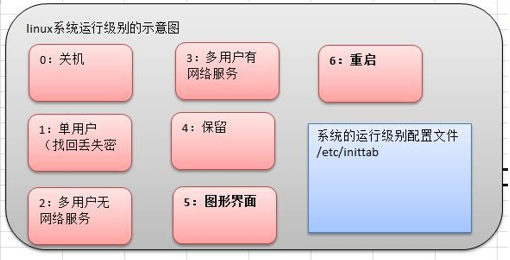 linux系统运行级别的示意图
0：关机
3：多用户有
网络服务
6：重启
1：单用户
（找回丢失密
4：保留
系统的运行级别配置文件
/etc/inittab
2：多用户无
网络服务
5：图形界面